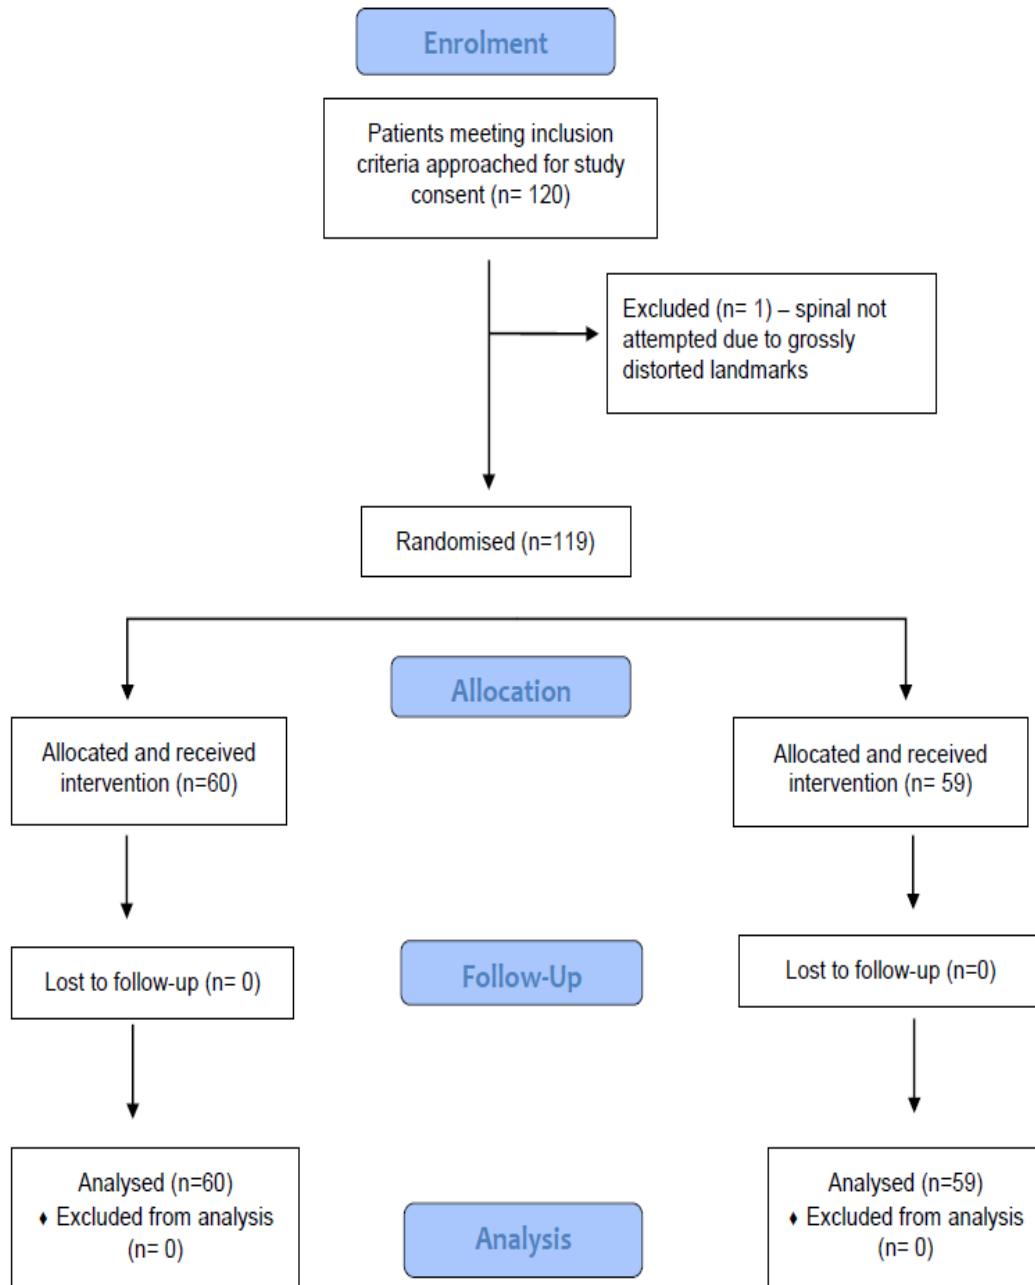 Enrolment
Patients meeting inclusion
criteria approached for study
consent (n= 120)
Excluded (n= 1) – spinal not
attempted due to grossly
distorted landmarks
Randomised (n=119)
Allocation
Allocated and received
intervention (n=60)
Allocated and received
intervention (n= 59)
Lost to follow-up (n= 0)
Follow-Up
Lost to follow-up (n=0)
Analysed (n=60)
♦ Excluded from analysis
(n= 0)
Analysis
Analysed (n=59)
♦ Excluded from analysis
(n= 0)